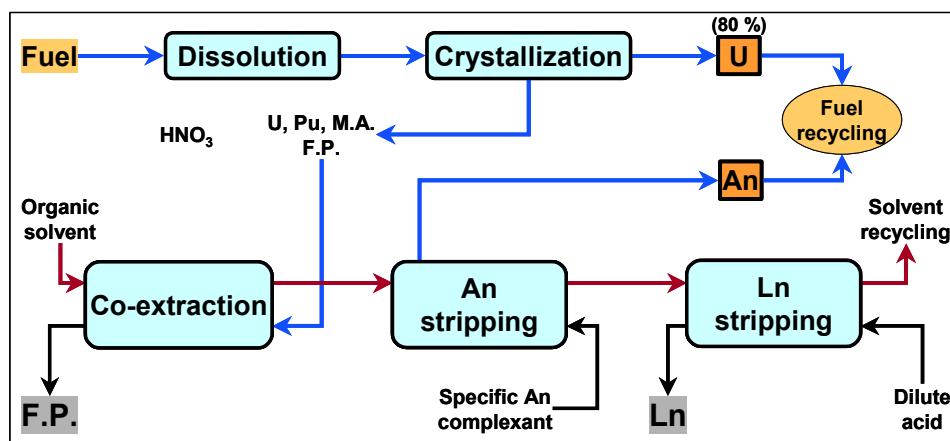 (80 %)
Fuel
Dissolution
Crystallization
U
Fuel
recycling
HNO₃
U, Pu, M.A.
F.P.
An
Organic
solvent
Solvent
recycling
Co-extraction
An
stripping
Ln
stripping
F.P.
Specific An
complexant
Ln
Dilute
acid